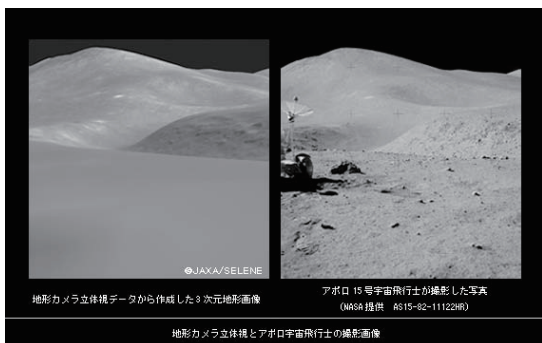 ©JAXA/SELENE
地形カメラ立体視データから作成した3次元地形画像
アポロ 15号宇宙飛行士が撮影した写真
(NASA提供 AS15-82-11122HR)
地形カメラ立体視とアポロ宇宙飛行士の撮影画像